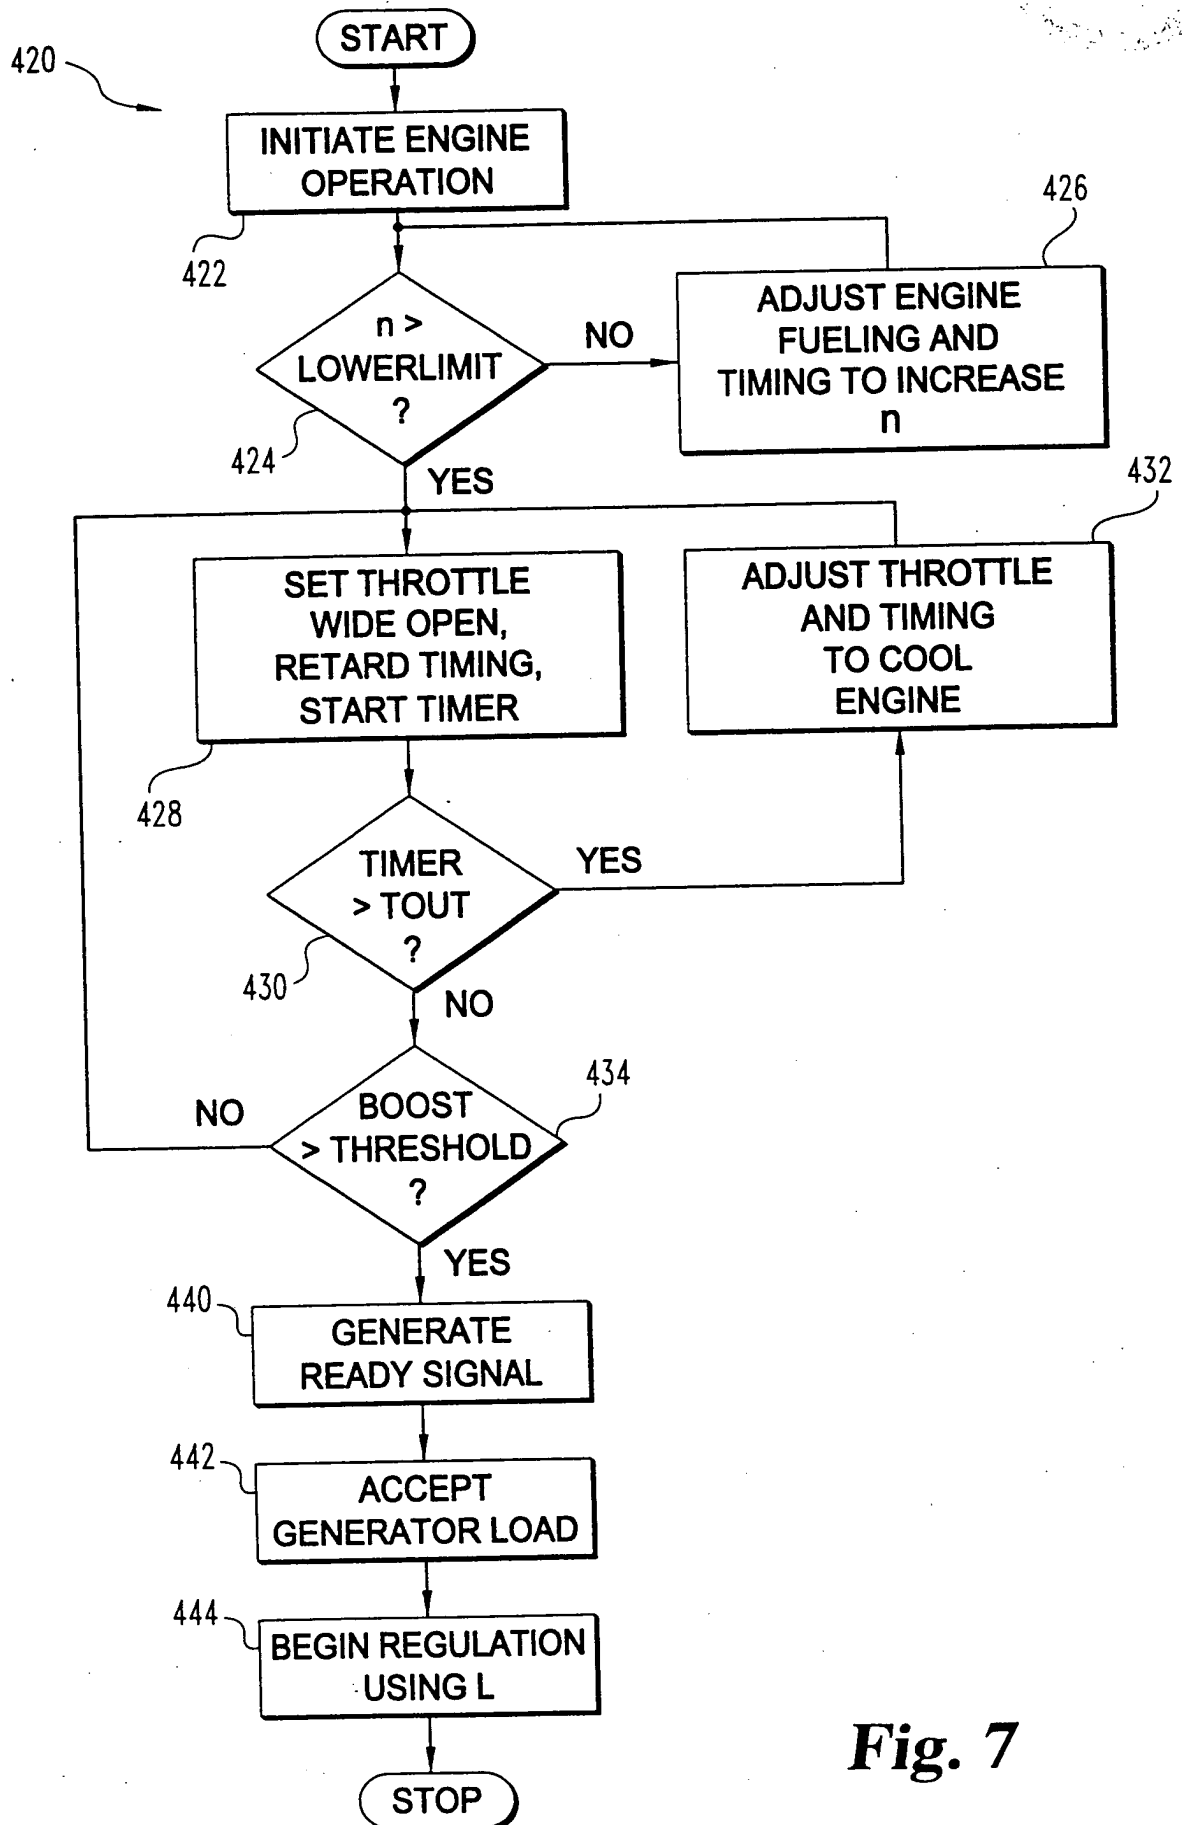 START
420
INITIATE ENGINE
OPERATION
422
426
n >
LOWERLIMIT
?
424
NO
ADJUST ENGINE
FUELING AND
TIMING TO INCREASE
n
YES
432
SET THROTTLE
WIDE OPEN,
RETARD TIMING,
START TIMER
428
ADJUST THROTTLE
AND TIMING
TO COOL
ENGINE
TIMER
> TOUT
?
430
YES
NO
434
BOOST
> THRESHOLD
?
NO
YES
440
GENERATE
READY SIGNAL
442
ACCEPT
GENERATOR LOAD
444
BEGIN REGULATION
USING L
STOP
Fig. 7